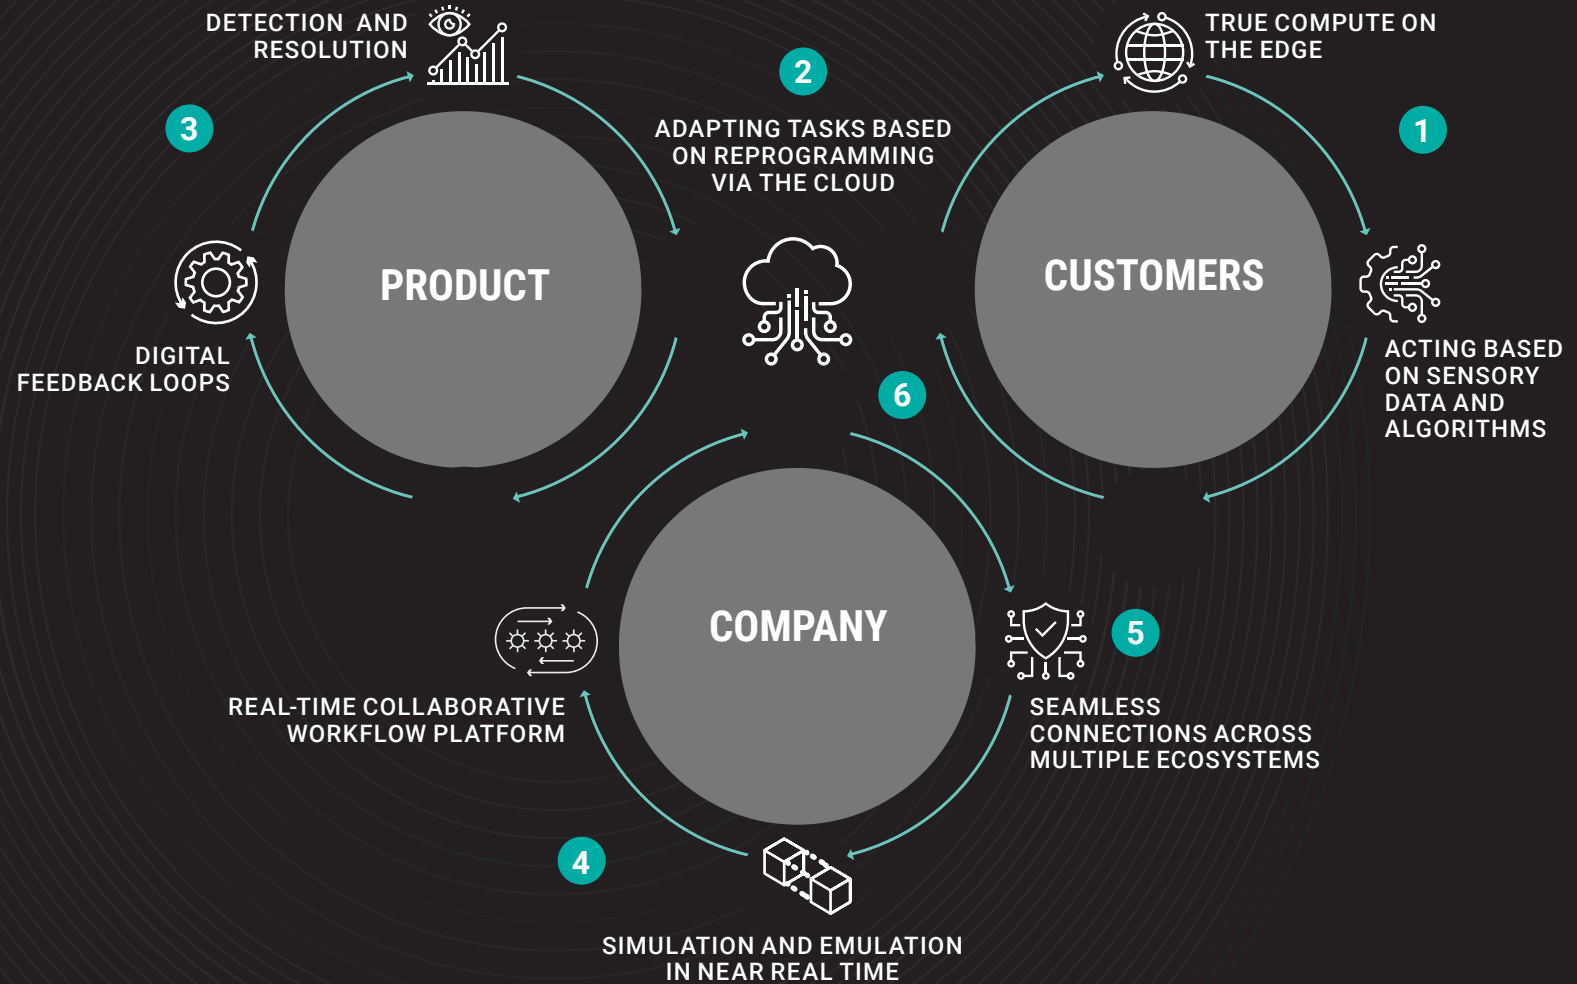 DETECTION AND
RESOLUTION
TRUE COMPUTE ON
THE EDGE
2
3
1
ADAPTING TASKS BASED
ON REPROGRAMMING
VIA THE CLOUD
PRODUCT
CUSTOMERS
DIGITAL
FEEDBACK LOOPS
ACTING BASED
ON SENSORY
DATA AND
ALGORITHMS
6
COMPANY
5
REAL-TIME COLLABORATIVE
WORKFLOW PLATFORM
SEAMLESS
CONNECTIONS ACROSS
MULTIPLE ECOSYSTEMS
4
SIMULATION AND EMULATION
IN NEAR REAL TIME